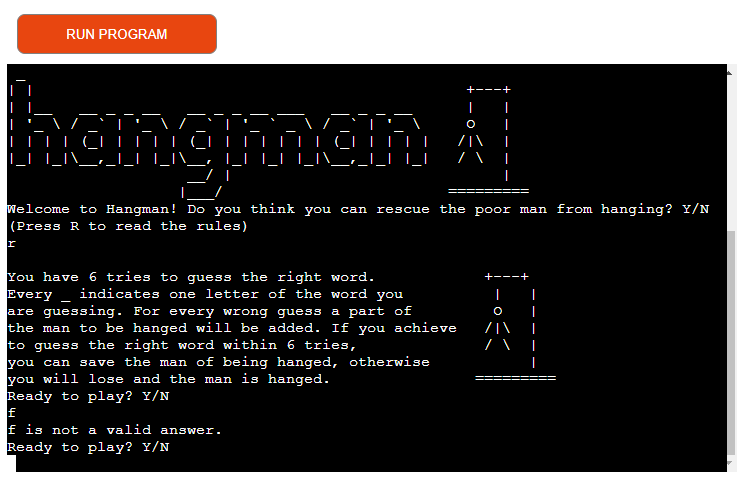 RUN PROGRAM
hangman
Welcome to Hangman! Do you think you can rescue the poor man from hanging? Y/N
(Press R to read the rules)
r
You have 6 tries to guess the right word.
Every _ indicates one letter of the word you
are guessing. For every wrong guess a part of
the man to be hanged will be added. If you achieve
to guess the right word within 6 tries,
you can save the man of being hanged, otherwise
you will lose and the man is hanged.
Ready to play? Y/N
f
f is not a valid answer.
Ready to play? Y/N